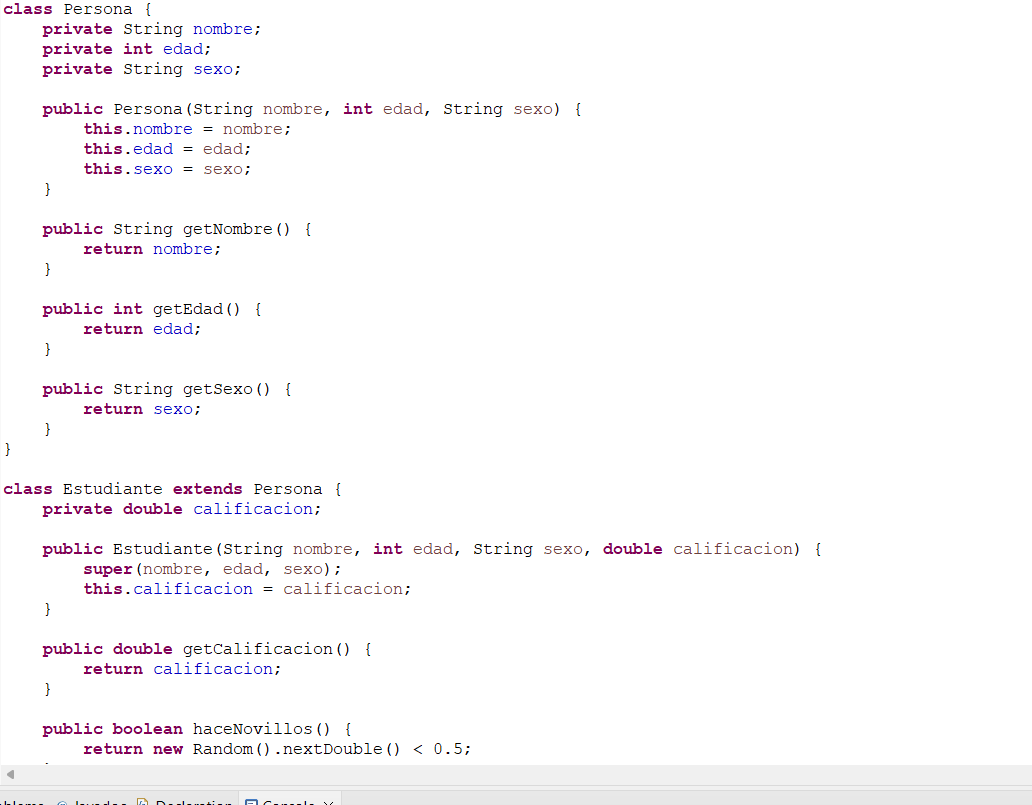 class Persona {
    private String nombre;
    private int edad;
    private String sexo;
    public Persona(String nombre, int edad, String sexo) {
        this.nombre = nombre;
        this.edad = edad;
        this.sexo = sexo;
    }
    public String getNombre() {
        return nombre;
    }
    public int getEdad() {
        return edad;
    }
    public String getSexo() {
        return sexo;
    }
}
class Estudiante extends Persona {
    private double calificacion;
    public Estudiante(String nombre, int edad, String sexo, double calificacion) {
        super(nombre, edad, sexo);
        this.calificacion = calificacion;
    }
    public double getCalificacion() {
        return calificacion;
    }
    public boolean haceNovillos() {
        return new Random().nextDouble() < 0.5;
Javadoc Declaration Console